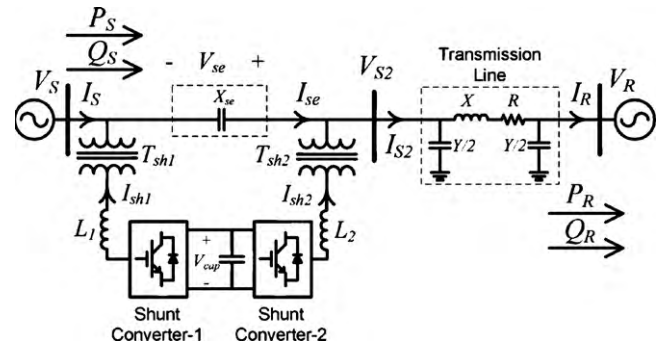 P_S
Q_S
- V_se +
V_S
I_S
X_se
I_se
V_S2
Transmission
Line
X R
I_R
V_R
I_S2
Y/2
Y/2
T_sh1
T_sh2
I_sh1
I_sh2
L_1
L_2
+
V_cap
-
P_R
Q_R
Shunt
Converter-1
Shunt
Converter-2